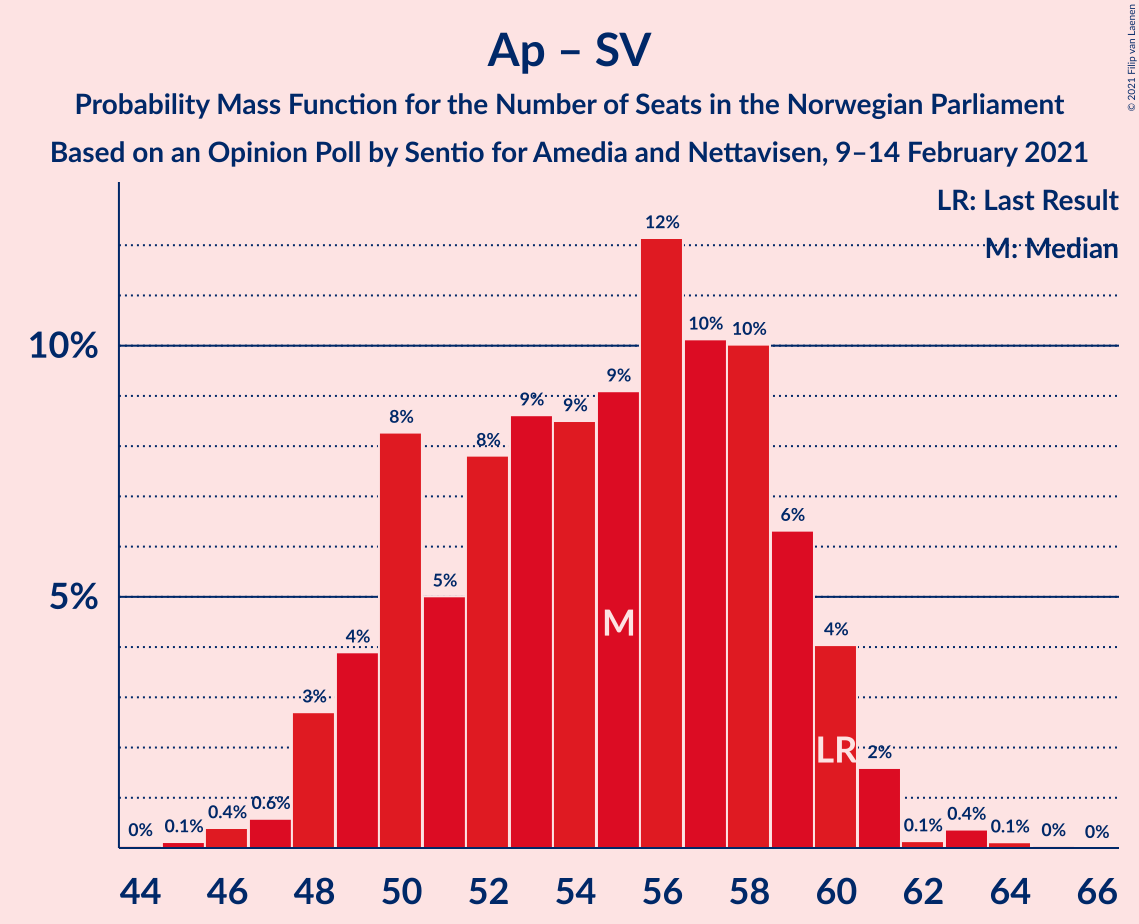 © 2021 Filip van Laenen
Ap – SV
Probability Mass Function for the Number of Seats in the Norwegian Parliament
Based on an Opinion Poll by Sentio for Amedia and Nettavisen, 9–14 February 2021
LR: Last Result
M: Median
10%
5%
0% 0.1% 0.4% 0.6% 3% 4% 8% 5% 8% 9% 9% 9% 12% 10% 10% 6% 4% 2% 0.1% 0.4% 0.1% 0% 0%
M
LR
44 46 48 50 52 54 56 58 60 62 64 66